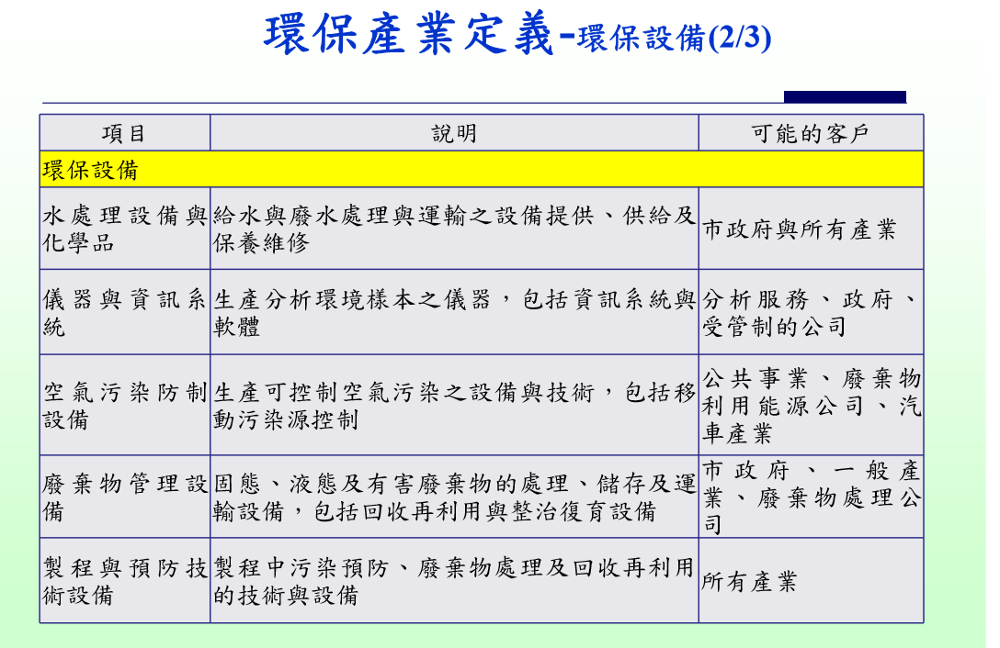 環保產業定義-環保設備(2/3)
項目 說明 可能的客戶
環保設備
水處理設備與
化學品
給水與廢水處理與運輸之設備提供、供給及
保養維修
市政府與所有產業
儀器與資訊系
統
生產分析環境樣本之儀器，包括資訊系統與
軟體
分析服務、政府、
受管制的公司
空氣污染防制
設備
生產可控制空氣污染之設備與技術，包括移
動污染源控制
公共事業、廢棄物
利用能源公司、汽
車產業
廢棄物管理設
備
固態、液態及有害廢棄物的處理、儲存及運
輸設備，包括回收再利用與整治復育設備
市政府、一般產
業、廢棄物處理公
司
製程與預防技
術設備
製程中污染預防、廢棄物處理及回收再利用
的技術與設備
所有產業